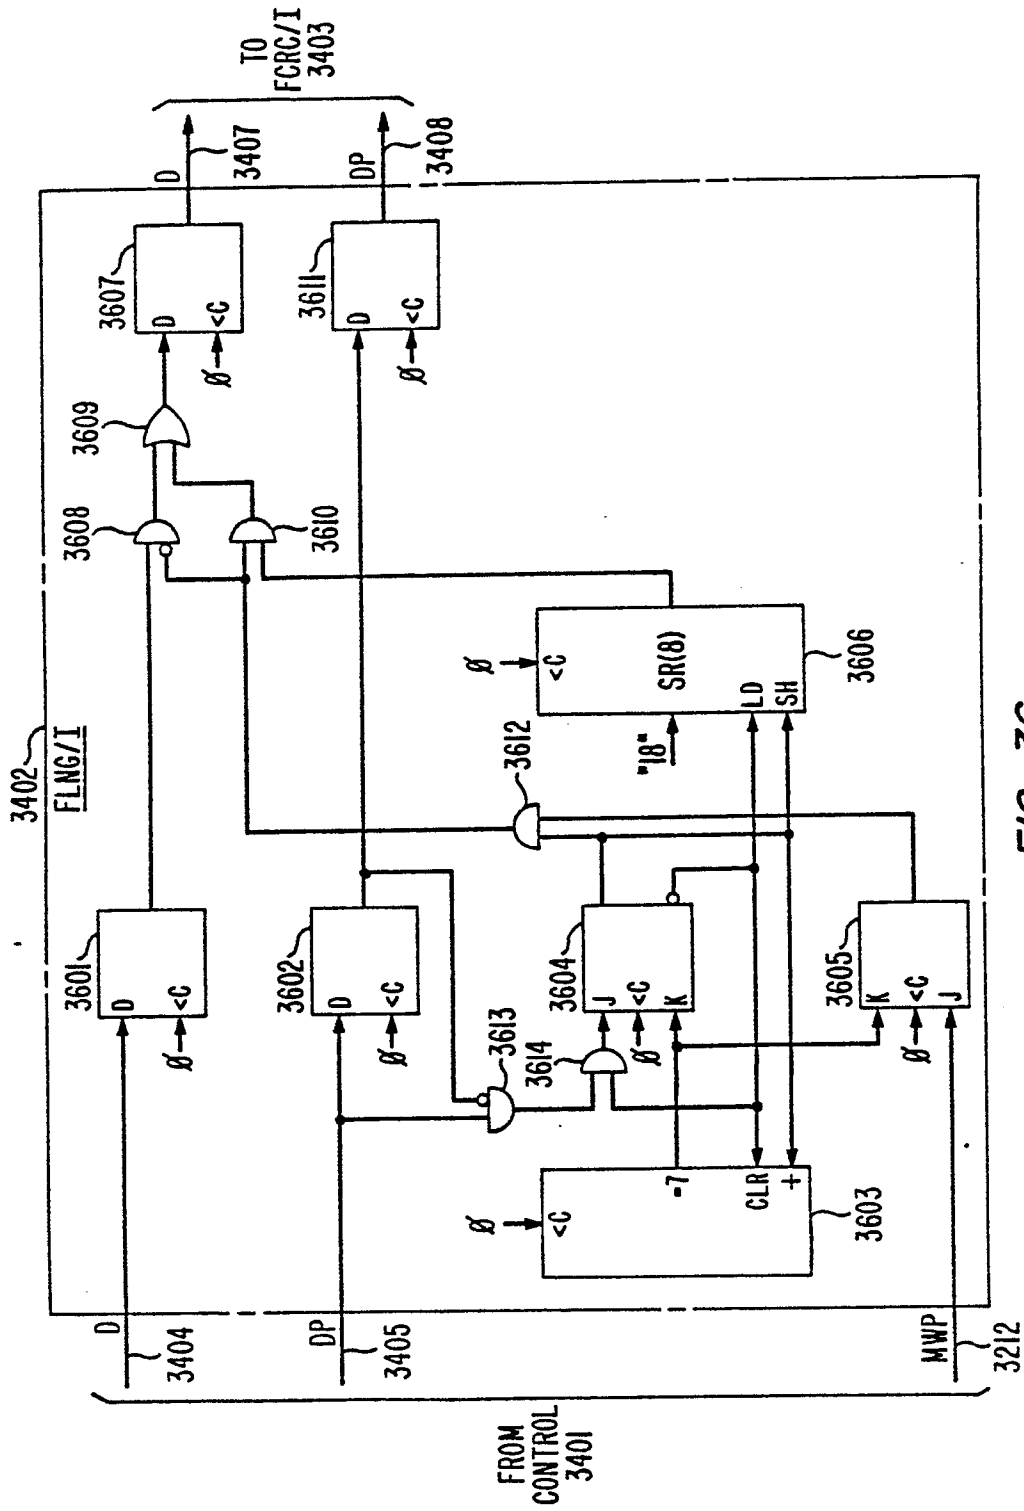 3402
FLNG/I
TO
FCRC/I
3403
FROM
CONTROL
3401
D
3404
3601
D
<C
Ø
3608
3609
3607
D
<C
Ø
D
3407
DP
3405
3602
D
<C
Ø
3610
3611
D
<C
Ø
DP
3408
3613
3614
3604
J
<C
K
Ø
3612
"18"
Ø
<C
SR(8)
LD
SH
3606
Ø
<C
=7
CLR
+
3603
3605
K
<C
J
Ø
MWP
3212